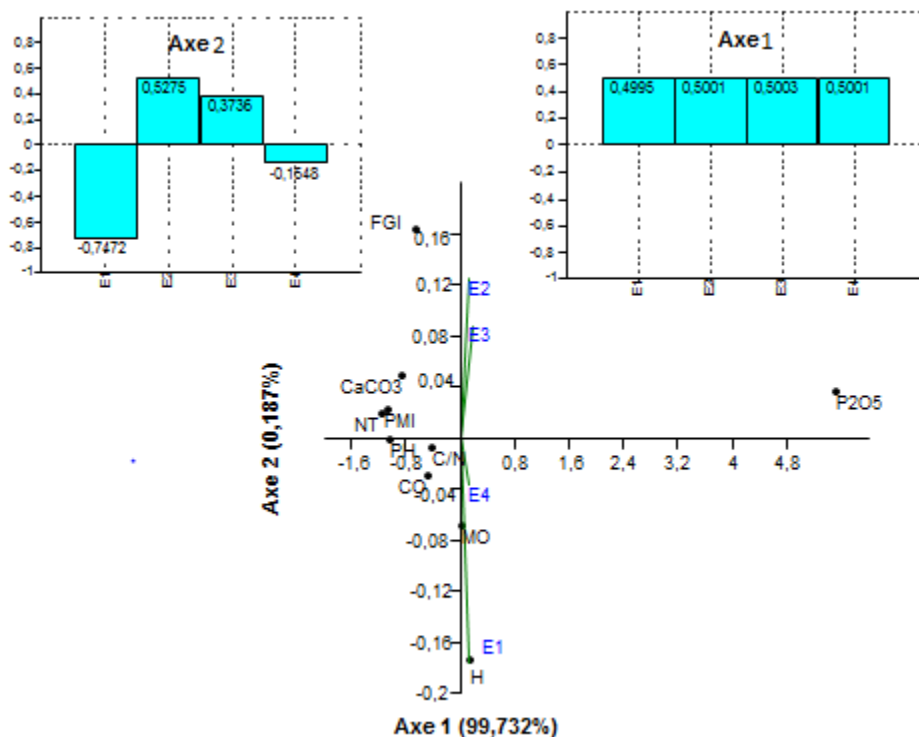 Axe 2
0,8
0,6
0,4
0,2
0
-0,2
-0,4
-0,6
-0,8
-1
0,5275
0,3736
-0,1648
-0,7472
E1
E2
E3
E4
Axe 1
0,8
0,6
0,4
0,2
0
-0,2
-0,4
-0,6
-0,8
-1
0,4995
0,5001
0,5003
0,5001
E1
E2
E3
E4
FGI
0,16
0,12
E2
0,08
E3
0,04
CaCO3
P2O5
NT
PMI
PH
C/N
-1,6
-0,8
0,8
1,6
2,4
3,2
4
4,8
CO
-0,04
E4
MO
-0,08
-0,12
-0,16
E1
H
-0,2
Axe 2 (0,187%)
Axe 1 (99,732%)